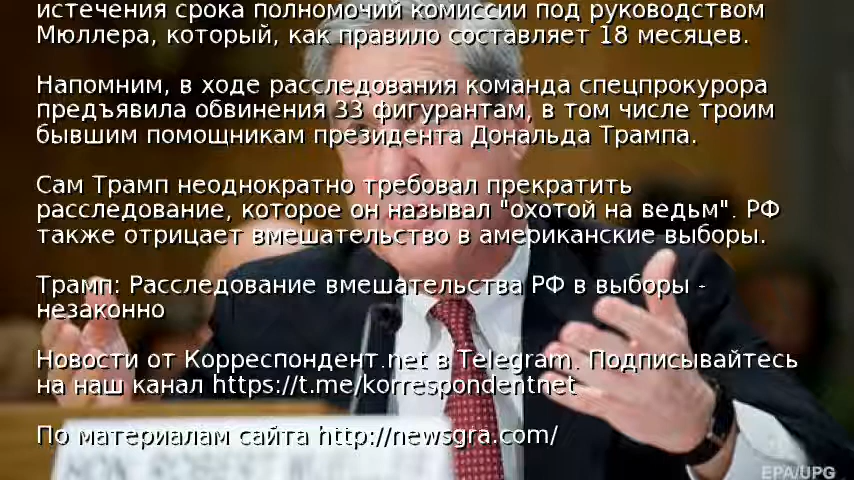 истечения срока полномочий комиссии под руководством
Мюллера, который, как правило составляет 18 месяцев.
Напомним, в ходе расследования команда спецпрокурора
предъявила обвинения 33 фигурантам, в том числе троим
бывшим помощникам президента Дональда Трампа.
Сам Трамп неоднократно требовал прекратить
расследование, которое он называл "охотой на ведьм". РФ
также отрицает вмешательство в американские выборы.
Трамп: Расследование вмешательства РФ в выборы -
незаконно
Новости от Корреспондент.net в Telegram. Подписывайтесь
на наш канал https://t.me/korrespondentnet
По материалам сайта http://newsgra.com/
EPA/UPG